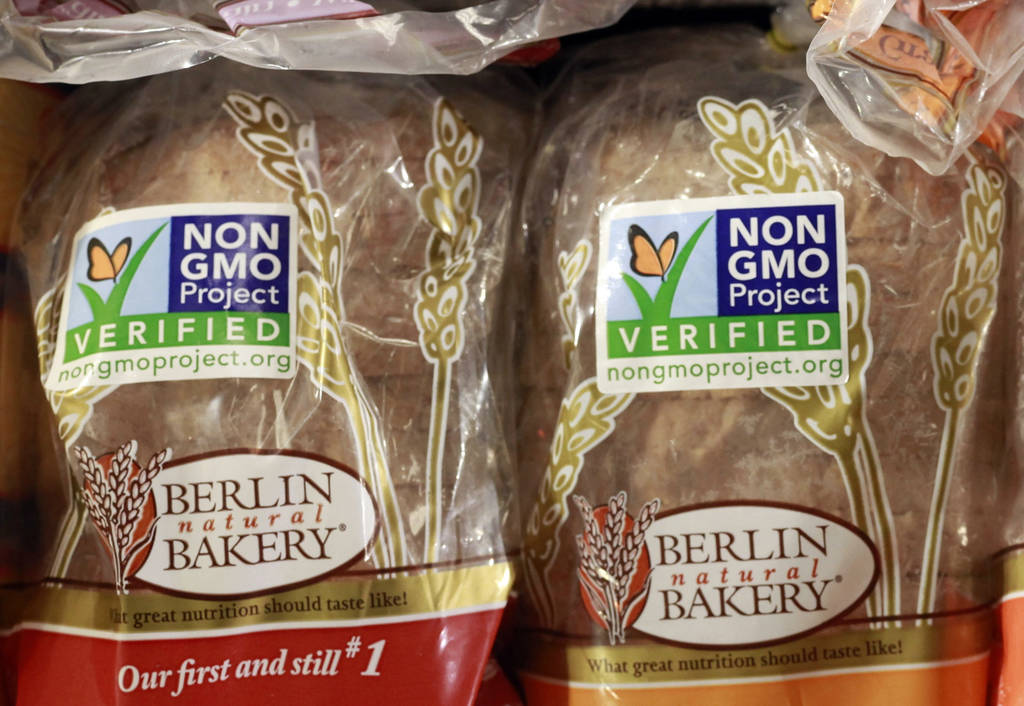 NON
GMO
Project
VERIFIED
nongmoproject.org
BERLIN
natural
BAKERY®
great nutrition should taste like!
Our first and still #1
NON
GMO
Project
VERIFIED
nongmoproject.org
BERLIN
natural
BAKERY®
What great nutrition should taste like!